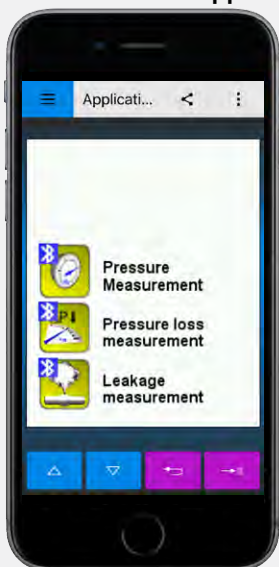 Applicati...
Pressure
Measurement
P
Pressure loss
measurement
Leakage
measurement